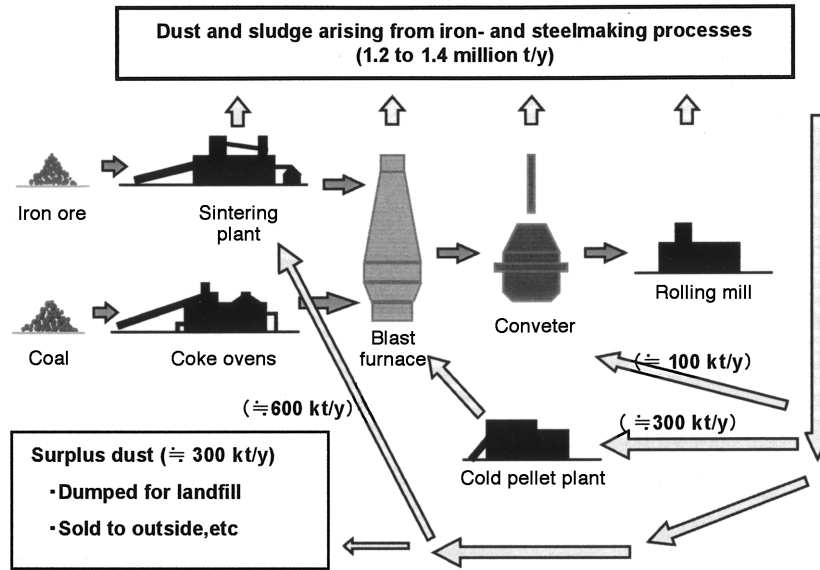 Dust and sludge arising from iron- and steelmaking processes
(1.2 to 1.4 million t/y)
Iron ore
Sintering
plant
Rolling mill
Conveter
Blast
furnace
Coal
Coke ovens
(≒ 100 kt/y)
(≒600 kt/y)
(≒300 kt/y)
Cold pellet plant
Surplus dust (≒ 300 kt/y)
・Dumped for landfill
・Sold to outside,etc